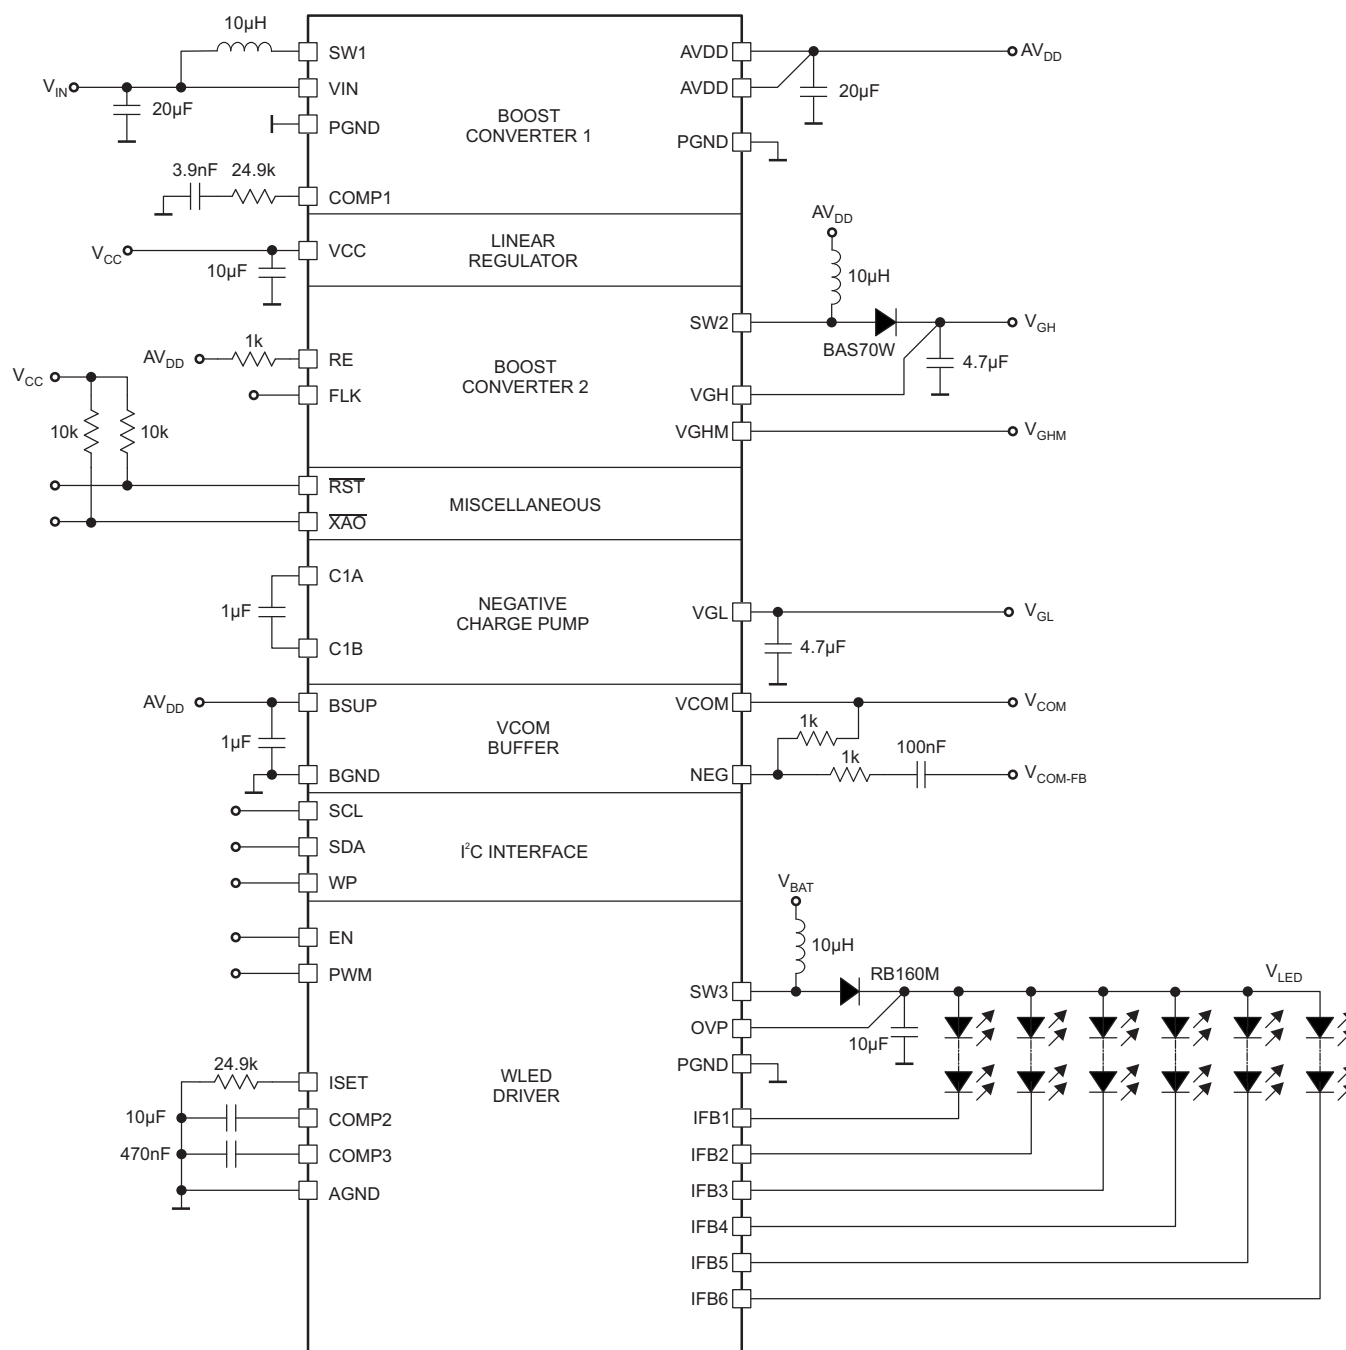 10µH
SW1
AVDD
AV_DD
V_IN
VIN
AVDD
20µF
20µF
BOOST
CONVERTER 1
PGND
PGND
3.9nF
24.9k
COMP1
AV_DD
LINEAR
REGULATOR
V_CC
VCC
10µF
10µH
SW2
V_GH
BAS70W
4.7µF
1k
AV_DD
RE
BOOST
CONVERTER 2
V_CC
FLK
VGH
10k
10k
VGHM
V_GHM
RST
MISCELLANEOUS
XAO
C1A
1µF
NEGATIVE
CHARGE PUMP
VGL
V_GL
C1B
4.7µF
AV_DD
BSUP
VCOM
V_COM
VCOM
BUFFER
1µF
1k
1k
100nF
BGND
NEG
V_COM-FB
SCL
SDA
I²C INTERFACE
WP
V_BAT
EN
10µH
PWM
RB160M
V_LED
SW3
OVP
10µF
PGND
24.9k
ISET
WLED
DRIVER
10µF
COMP2
IFB1
470nF
COMP3
IFB2
AGND
IFB3
IFB4
IFB5
IFB6